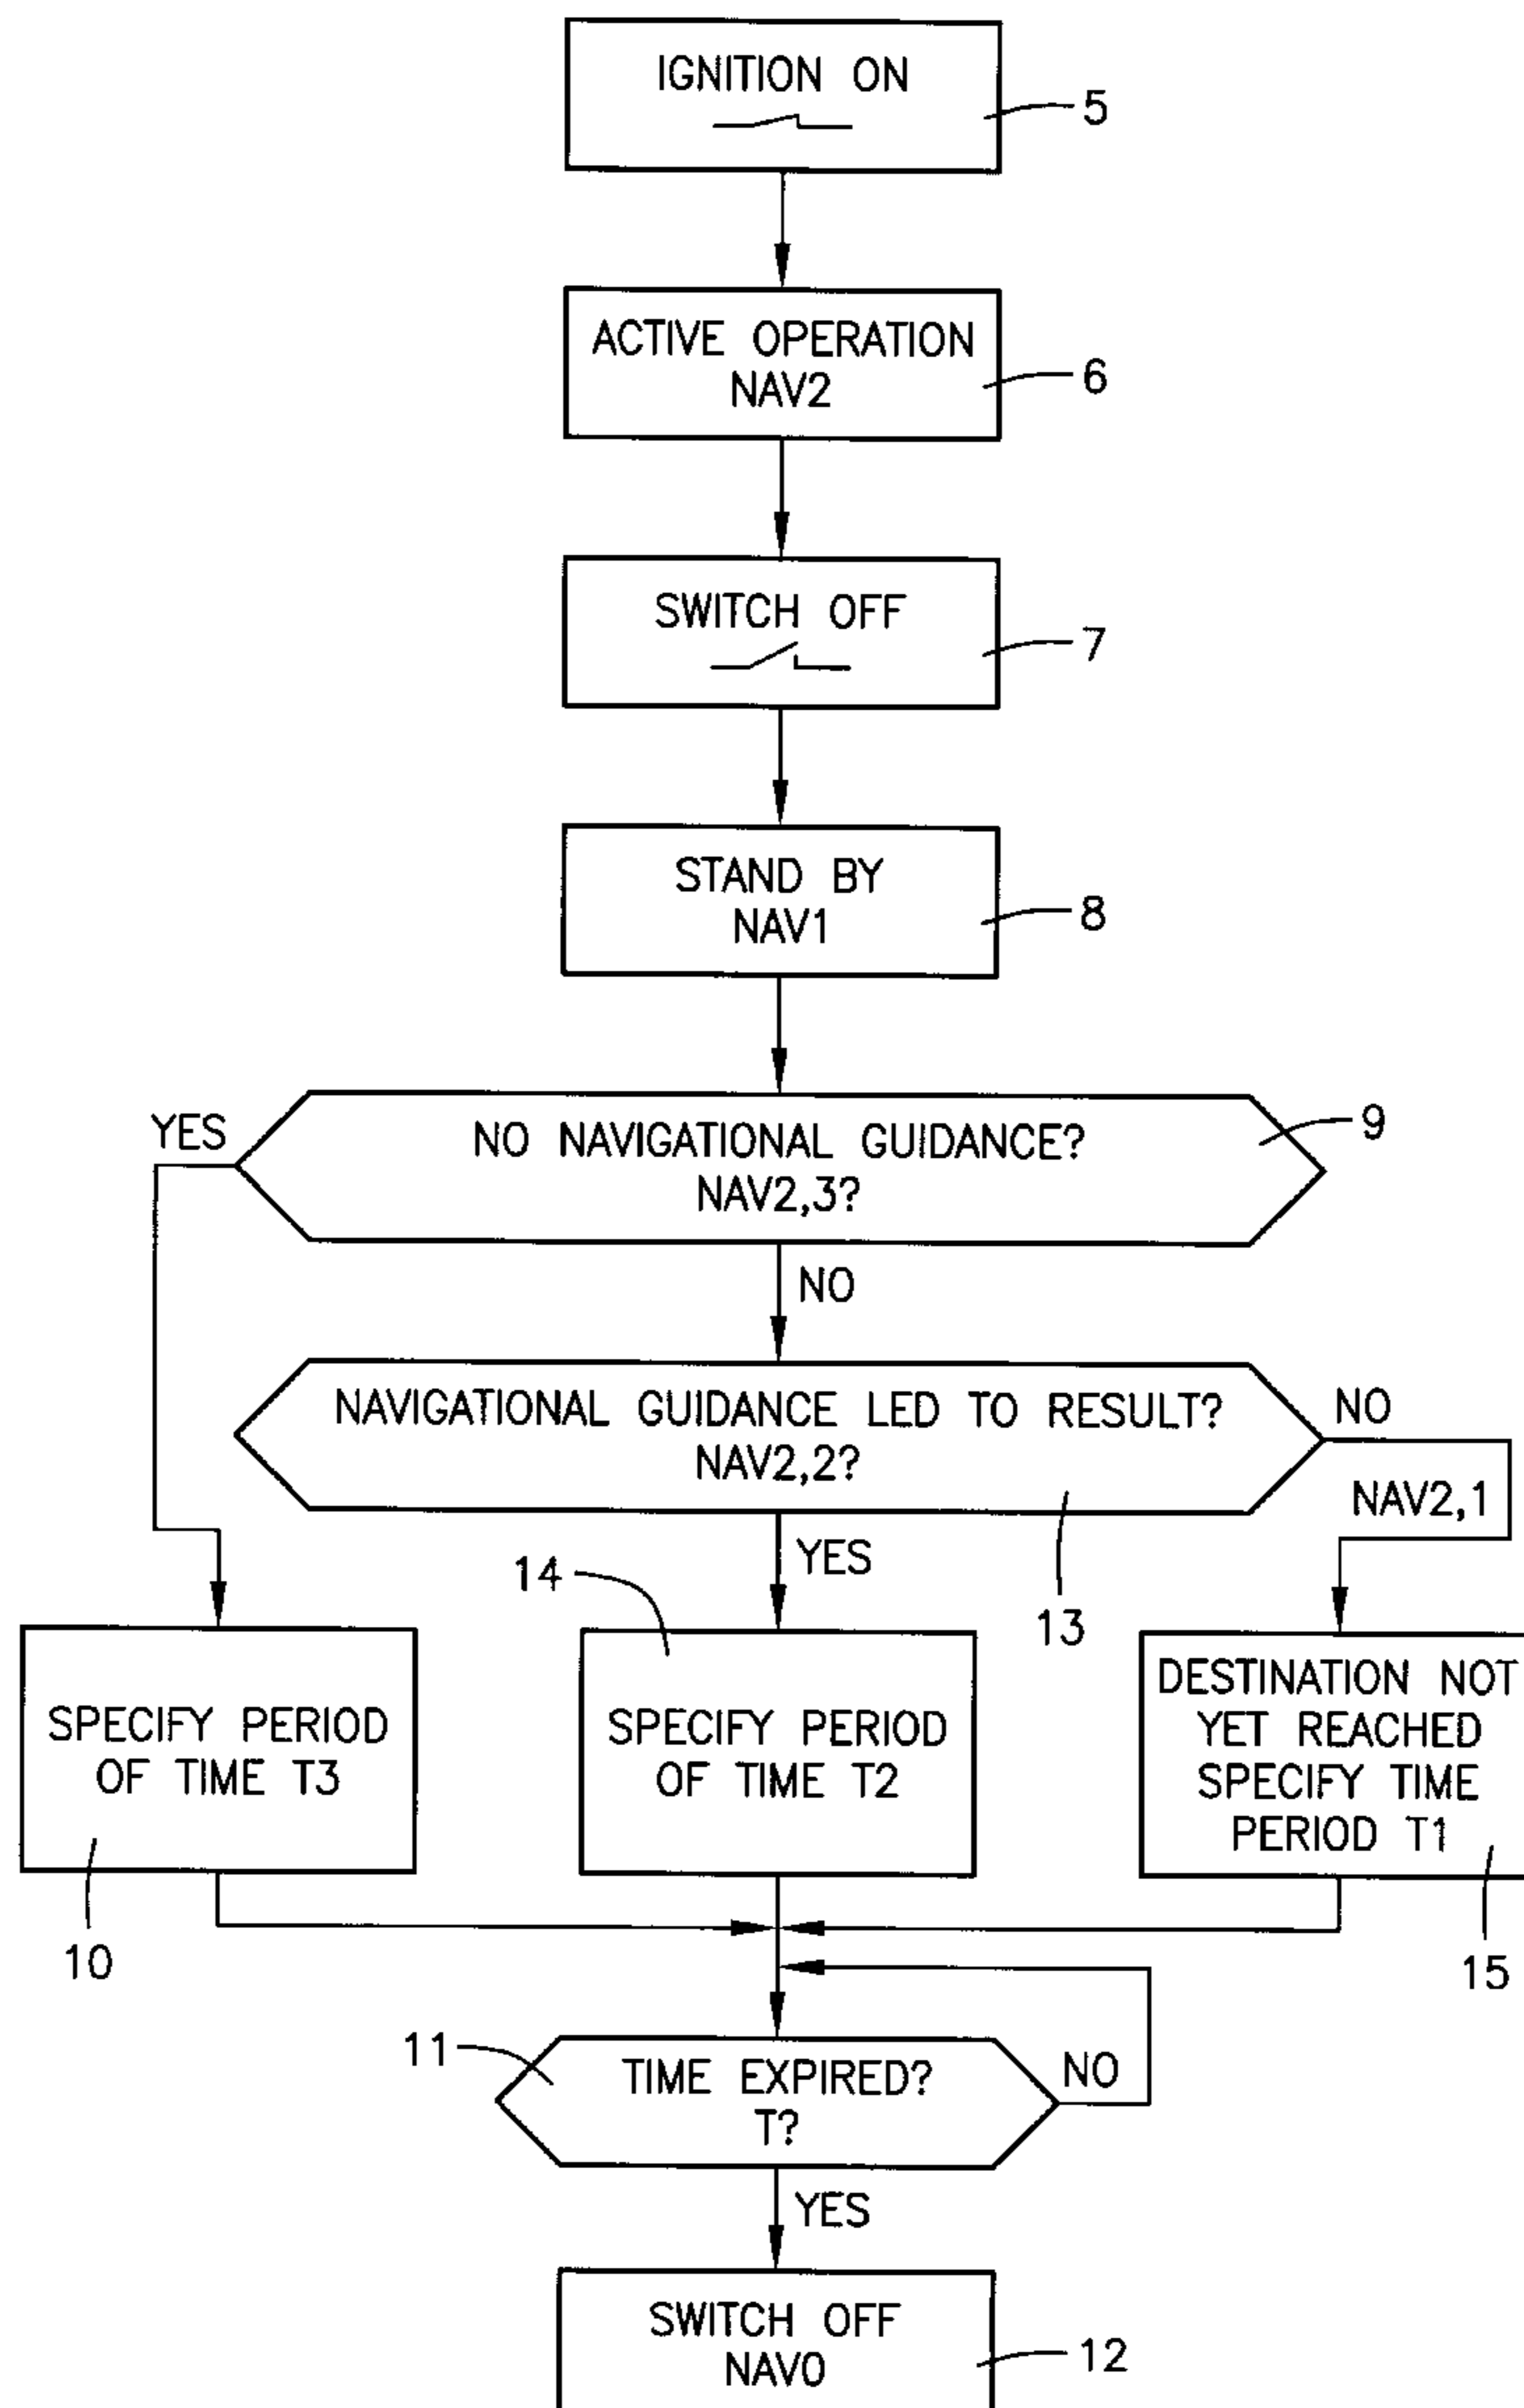 IGNITION ON
5
ACTIVE OPERATION
NAV2
6
SWITCH OFF
7
STAND BY
NAV1
8
YES
NO NAVIGATIONAL GUIDANCE?
NAV2,3?
9
NO
NAVIGATIONAL GUIDANCE LED TO RESULT?
NAV2,2?
NO
NAV2,1
14
YES
13
SPECIFY PERIOD
OF TIME T3
SPECIFY PERIOD
OF TIME T2
DESTINATION NOT
YET REACHED
SPECIFY TIME
PERIOD T1
10
15
11
TIME EXPIRED?
T?
NO
YES
SWITCH OFF
NAV0
12